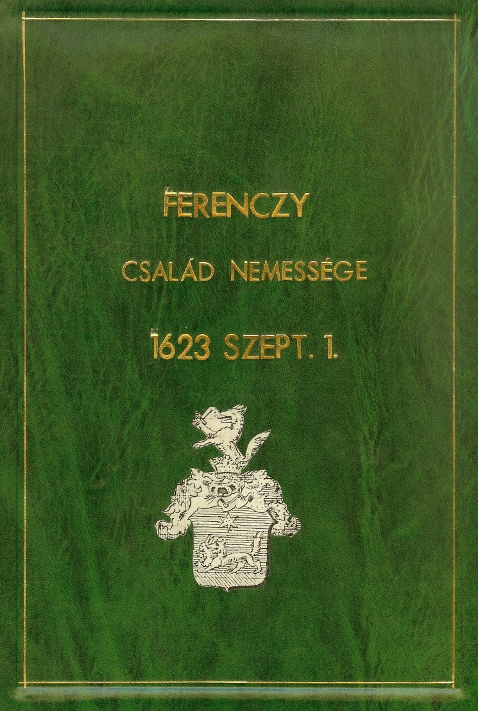 FERENCZY
CSALÁD NEMESSÉGE
1623 SZEPT. 1.